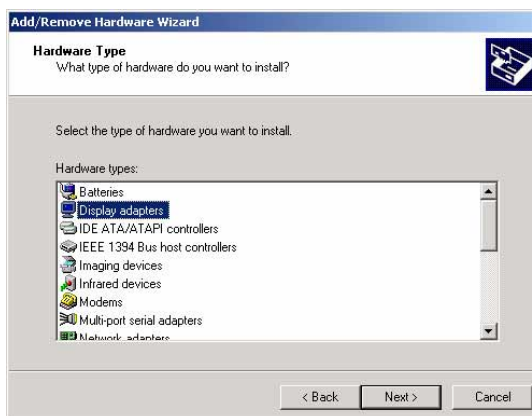 Add/Remove Hardware Wizard
Hardware Type
What type of hardware do you want to install?
Select the type of hardware you want to install.
Hardware types:
Batteries
Display adapters
IDE ATA/ATAPI controllers
IEEE 1394 Bus host controllers
Imaging devices
Infrared devices
Modems
Multi-port serial adapters
Network adapters
< Back
Next >
Cancel